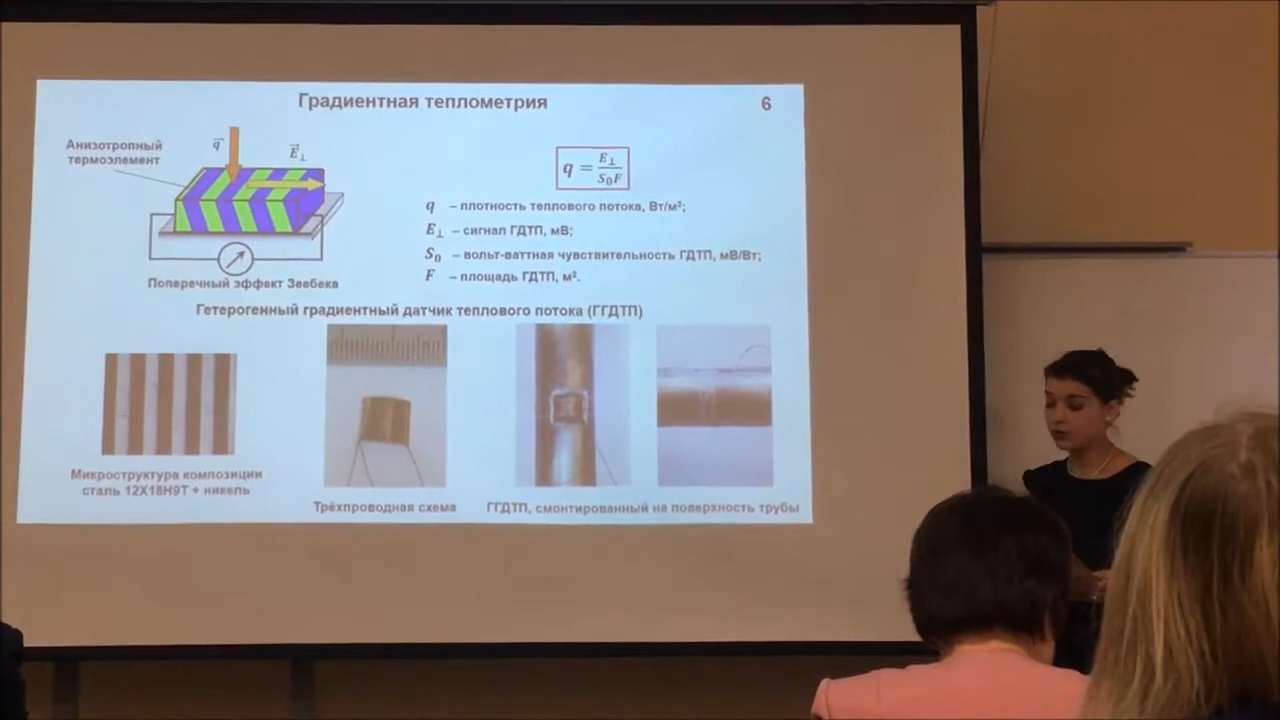 Градиентная теплометрия
6
Анизотропный
термоэлемент
q⃗
E⃗⊥
Поперечный эффект Зеебека
q = E⊥ / S₀F
q – плотность теплового потока, Вт/м²;
E⊥ – сигнал ГДТП, мВ;
S₀ – вольт-ваттная чувствительность ГДТП, мВ/Вт;
F – площадь ГДТП, м².
Гетерогенный градиентный датчик теплового потока (ГГДТП)
Микроструктура композиции
сталь 12Х18Н9Т + никель
Трёхпроводная схема
ГГДТП, смонтированный на поверхность трубы